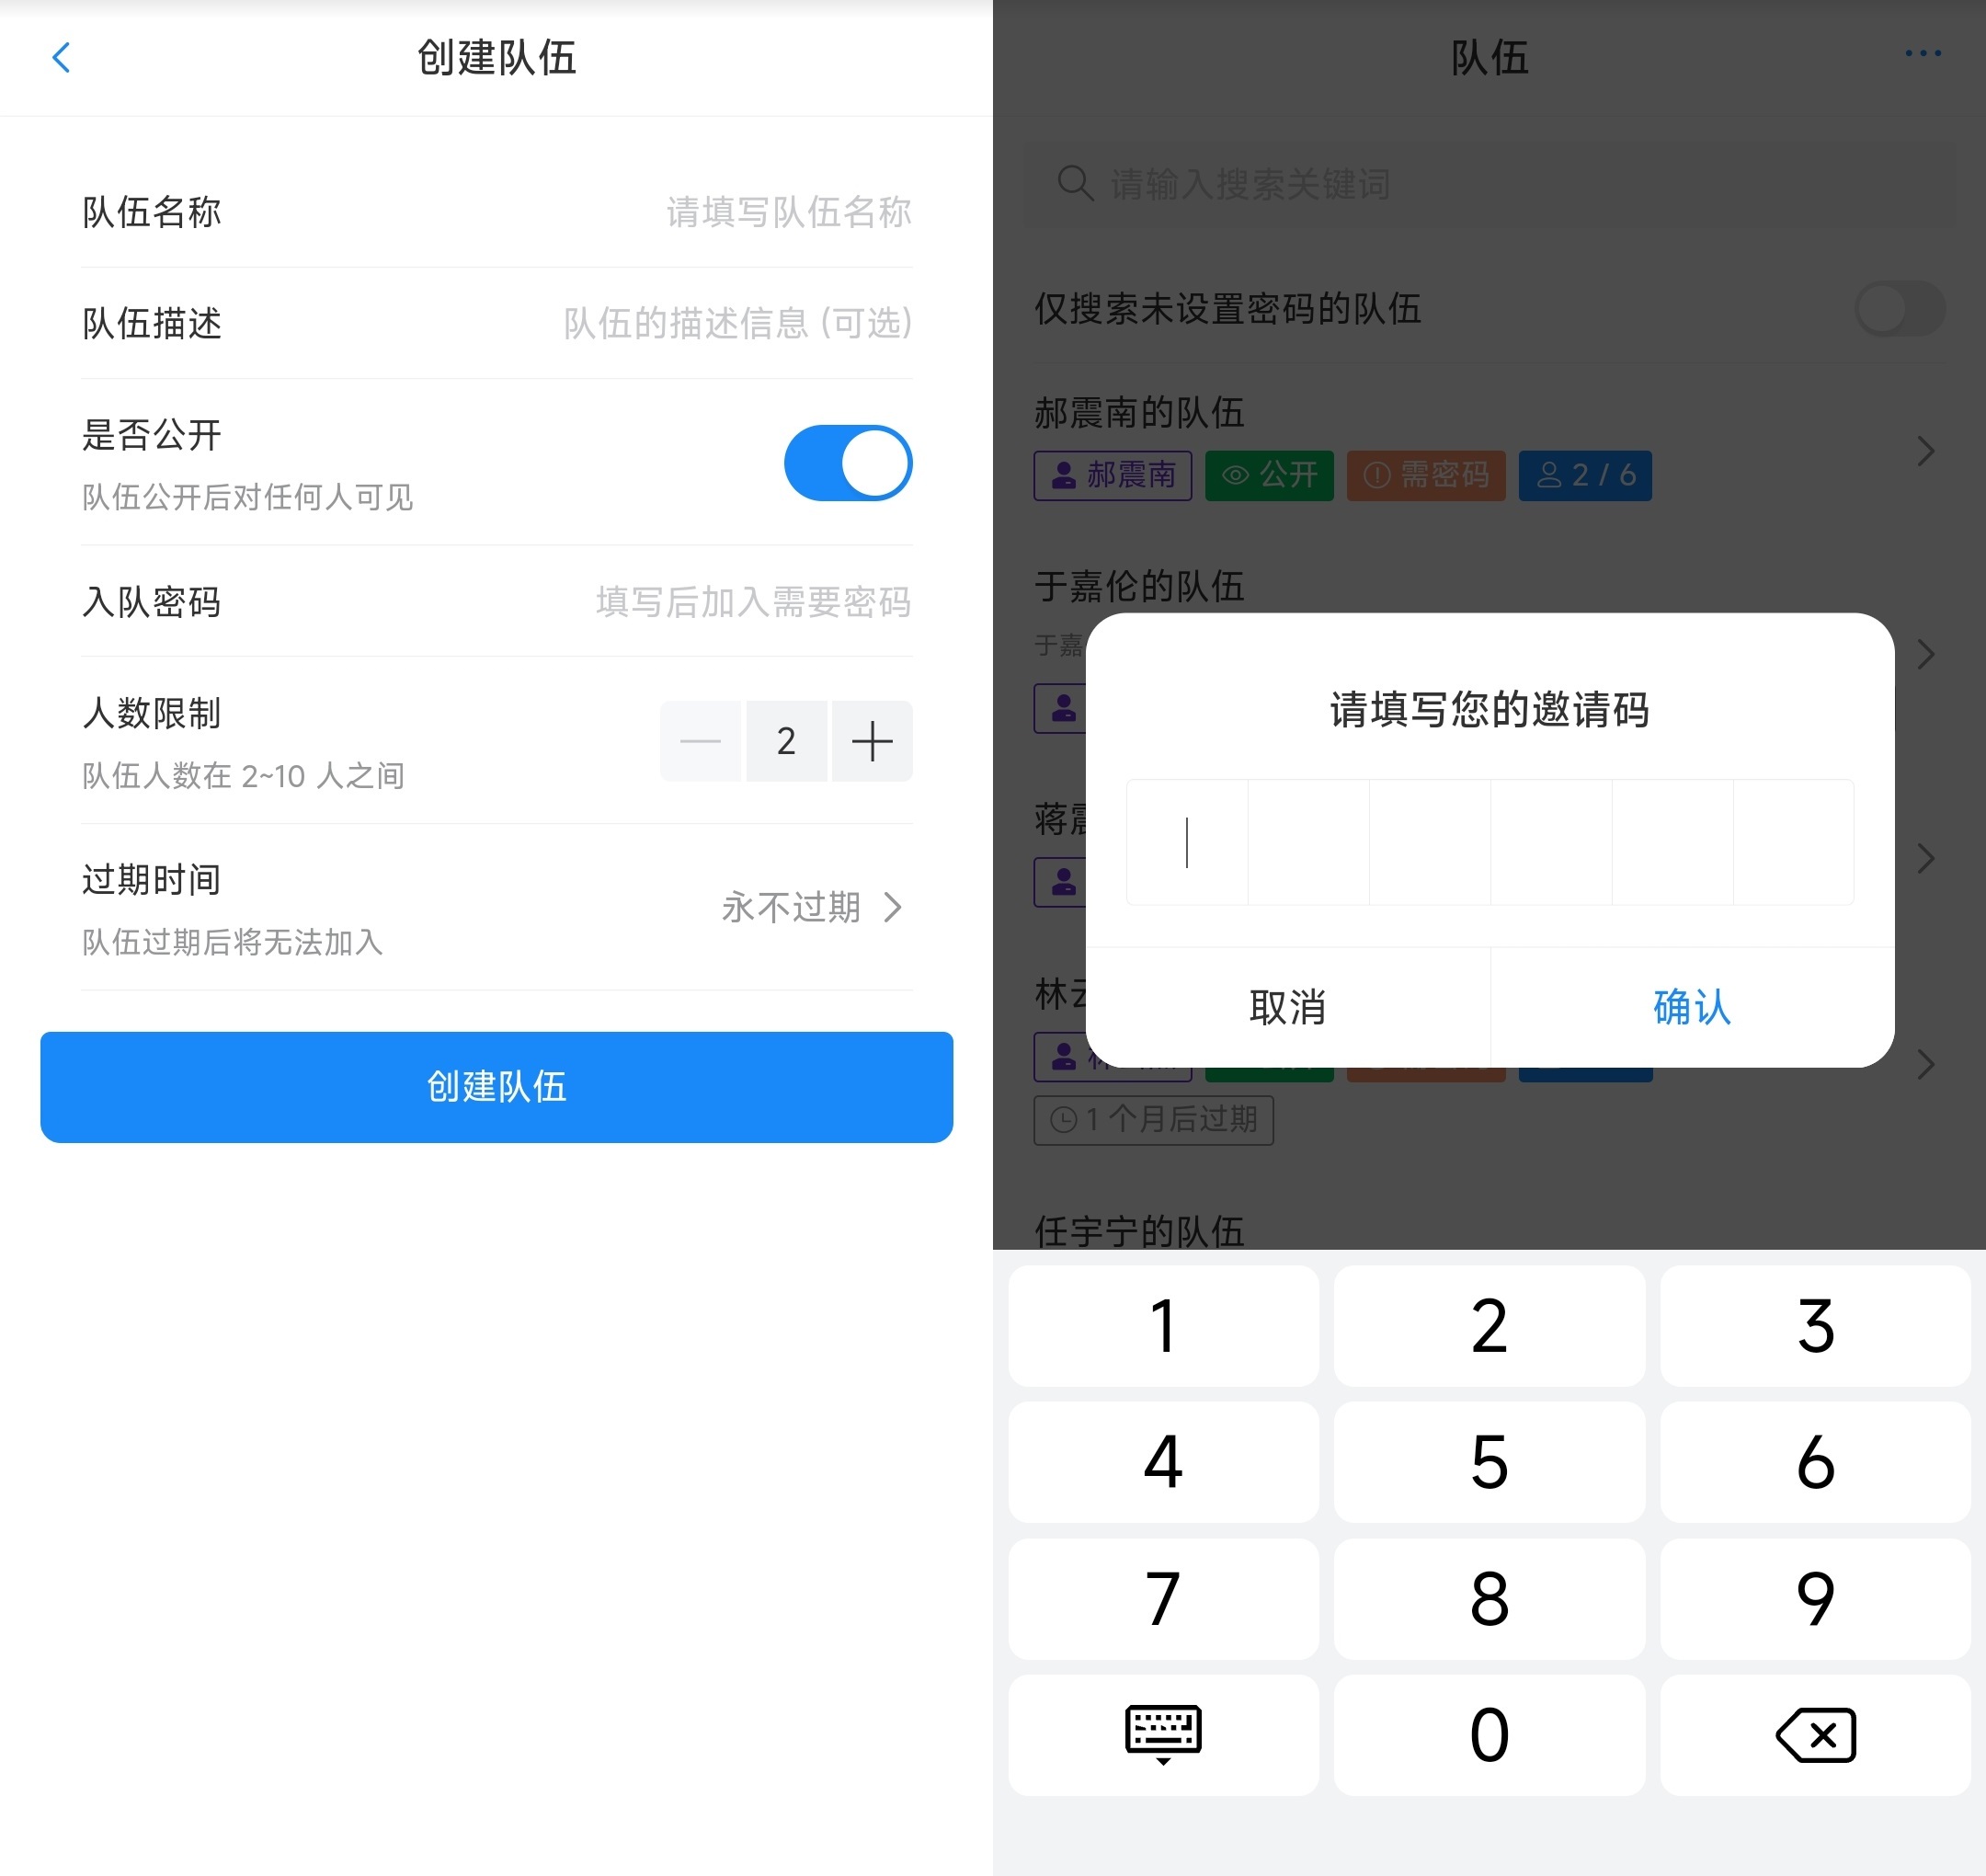 创建队伍
队伍名称 请填写队伍名称
队伍描述 队伍的描述信息 (可选)
是否公开
队伍公开后对任何人可见
入队密码 填写后加入需要密码
人数限制
2
队伍人数在 2~10 人之间
过期时间
永不过期
队伍过期后将无法加入
创建队伍
队伍
请输入搜索关键词
仅搜索未设置密码的队伍
郝震南的队伍
郝震南 公开 需密码 2 / 6
于嘉伦的队伍
于嘉
请填写您的邀请码
取消 确认
1 个月后过期
任宇宁的队伍
1 2 3
4 5 6
7 8 9
0